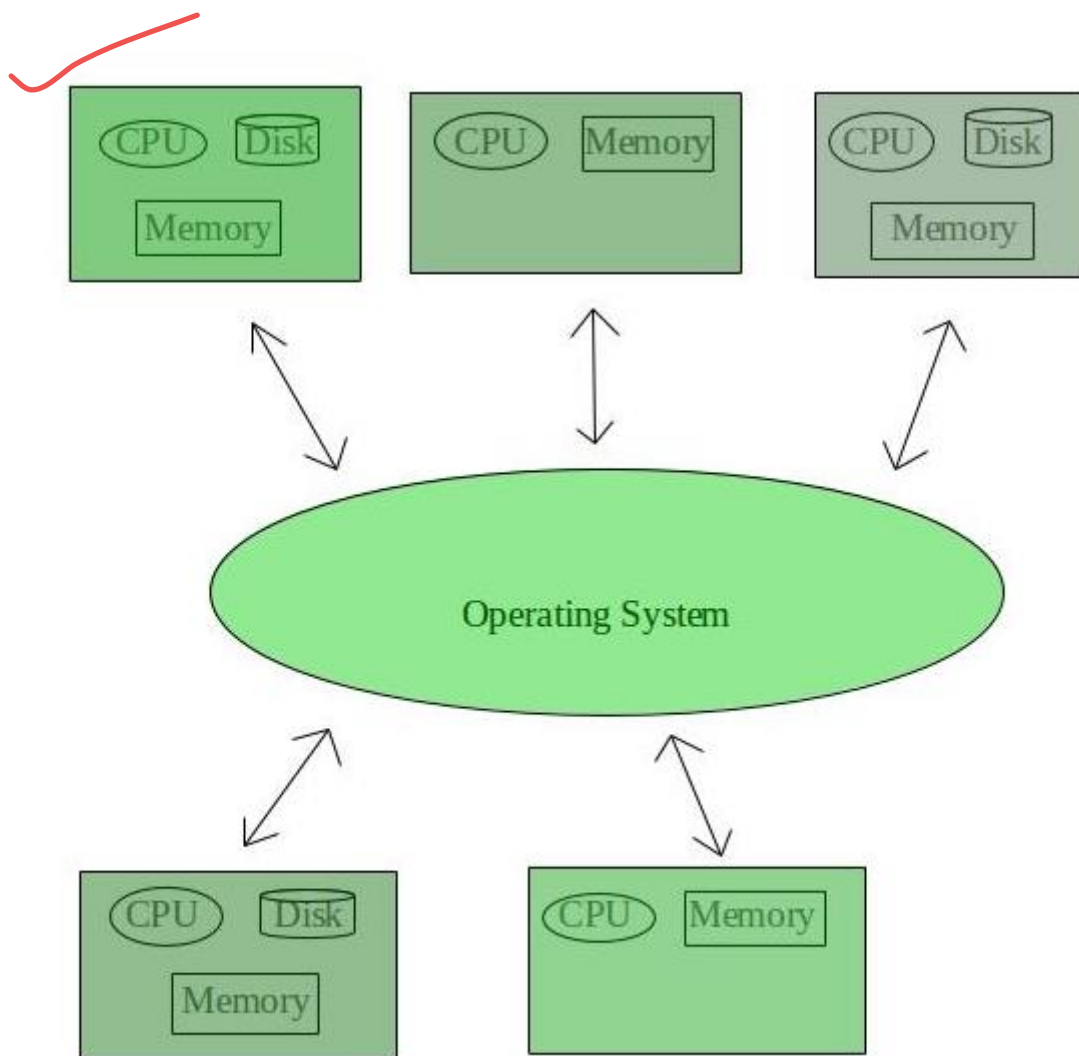 CPU Disk
Memory
CPU Memory
CPU Disk
Memory
Operating System
CPU Disk
Memory
CPU Memory